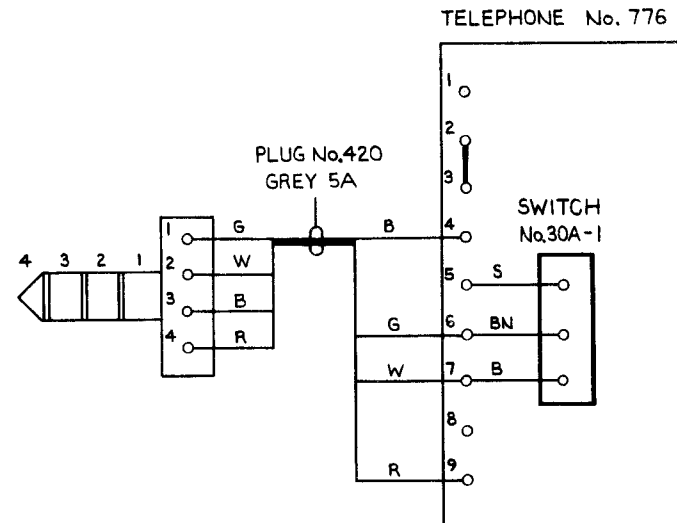 TELEPHONE No. 776
1
2
3
4
5
6
7
8
9
PLUG No.420
GREY 5A
SWITCH
No.30A-1
4 3 2 1
1
2
3
4
G
W
B
R
B
G
W
R
S
BN
B